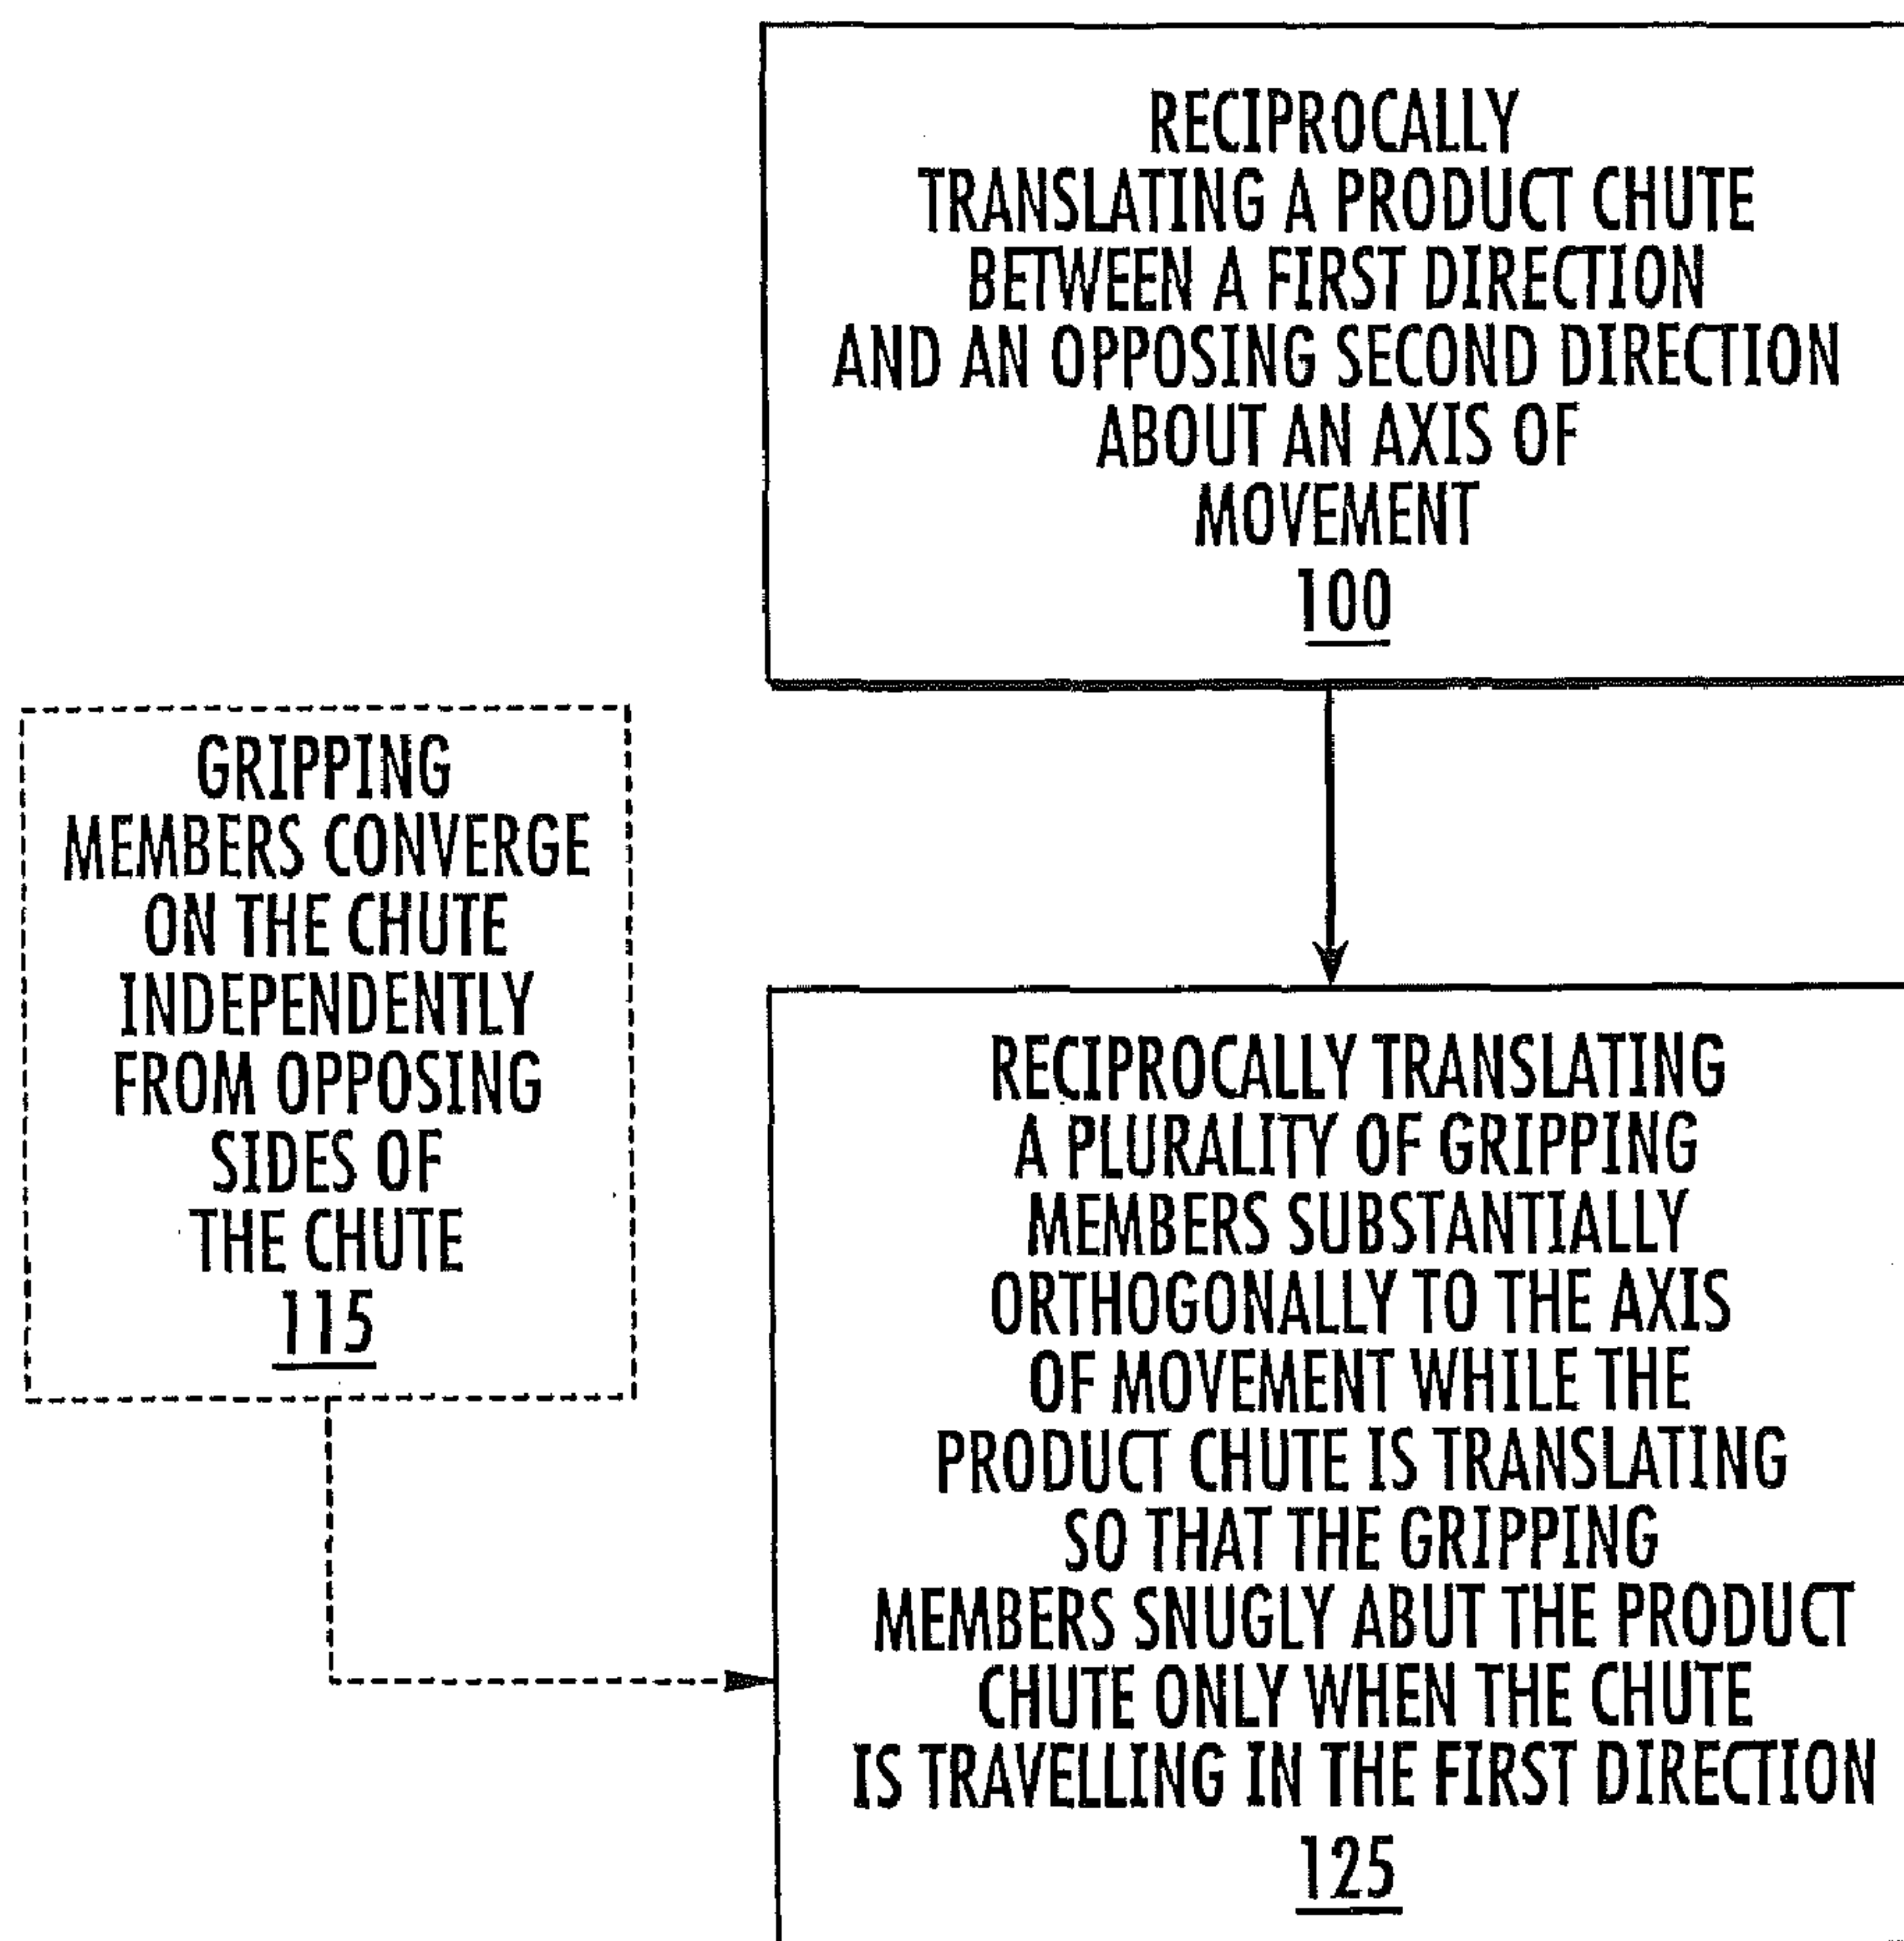 RECIPROCALLY
TRANSLATING A PRODUCT CHUTE
BETWEEN A FIRST DIRECTION
AND AN OPPOSING SECOND DIRECTION
ABOUT AN AXIS OF
MOVEMENT
100
GRIPPING
MEMBERS CONVERGE
ON THE CHUTE
INDEPENDENTLY
FROM OPPOSING
SIDES OF
THE CHUTE
115
RECIPROCALLY TRANSLATING
A PLURALITY OF GRIPPING
MEMBERS SUBSTANTIALLY
ORTHOGONALLY TO THE AXIS
OF MOVEMENT WHILE THE
PRODUCT CHUTE IS TRANSLATING
SO THAT THE GRIPPING
MEMBERS SNUGLY ABUT THE PRODUCT
CHUTE ONLY WHEN THE CHUTE
IS TRAVELLING IN THE FIRST DIRECTION
125